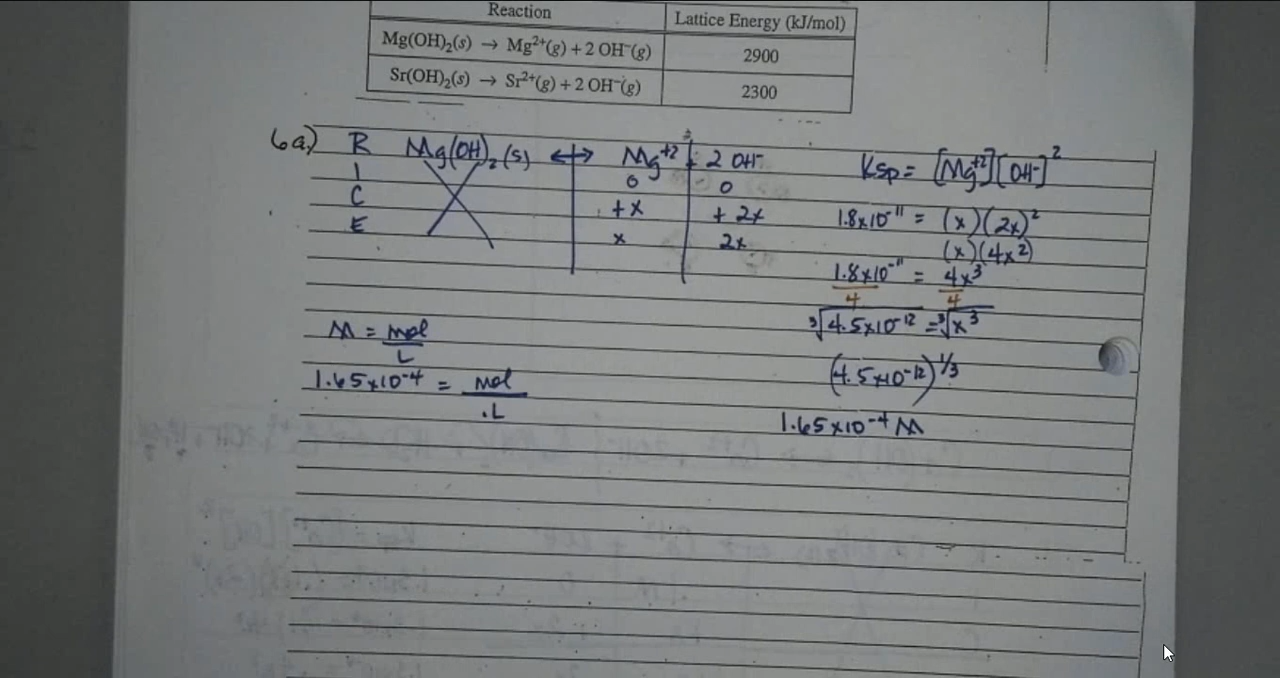 Reaction Lattice Energy (kJ/mol)
Mg(OH)₂(s) → Mg²⁺(g) + 2 OH⁻(g) 2900
Sr(OH)₂(s) → Sr²⁺(g) + 2 OH⁻(g) 2300
6a.) R Mg(OH)₂(s) ↔ Mg⁺² + 2 OH⁻
I 0 0
C +x + 2x
E x 2x
Ksp = [Mg⁺²][OH⁻]²
1.8x10⁻¹¹ = (x)(2x)²
(x)(4x²)
1.8x10⁻¹¹ = 4x³
4 4
³√4.5x10⁻¹² = ³√x³
(4.5x10⁻¹²)^1/3
1.65x10⁻⁴ M
M = mol
L
1.65x10⁻⁴ = mol
.L